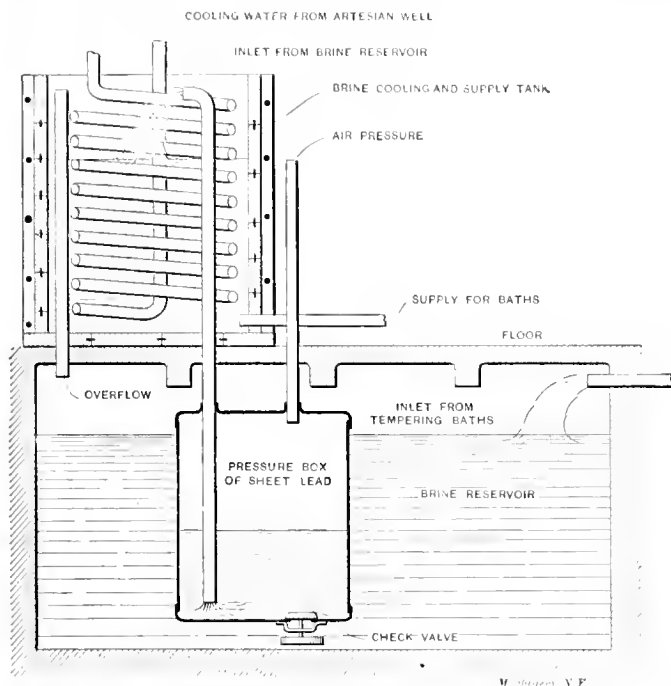 COOLING WATER FROM ARTESIAN WELL
INLET FROM BRINE RESERVOIR
BRINE COOLING AND SUPPLY TANK
AIR PRESSURE
SUPPLY FOR BATHS
FLOOR
OVERFLOW
INLET FROM
TEMPERING BATHS
PRESSURE BOX
OF SHEET LEAD
BRINE RESERVOIR
CHECK VALVE
N.Y.